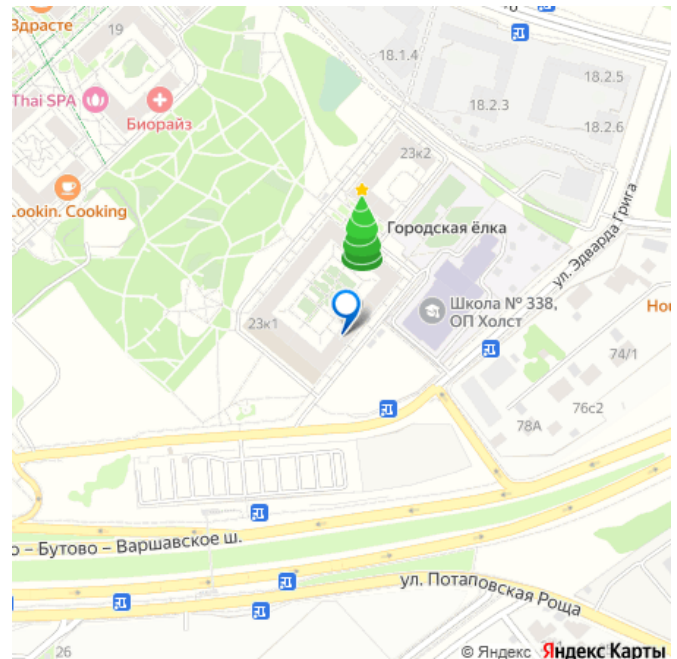 Здрасте
19
Thai SPA
Биорайз
Lookin. Cooking
18.1.4
18.2.5
18.2.3
18.2.6
23к2
Городская ёлка
ул. Эдварда Грига
Школа № 338,
ОП Холст
23к1
74/1
76с2
78А
о – Бутово – Варшавское ш.
ул. Потаповская Роща
26
© Яндекс Яндекс Карты